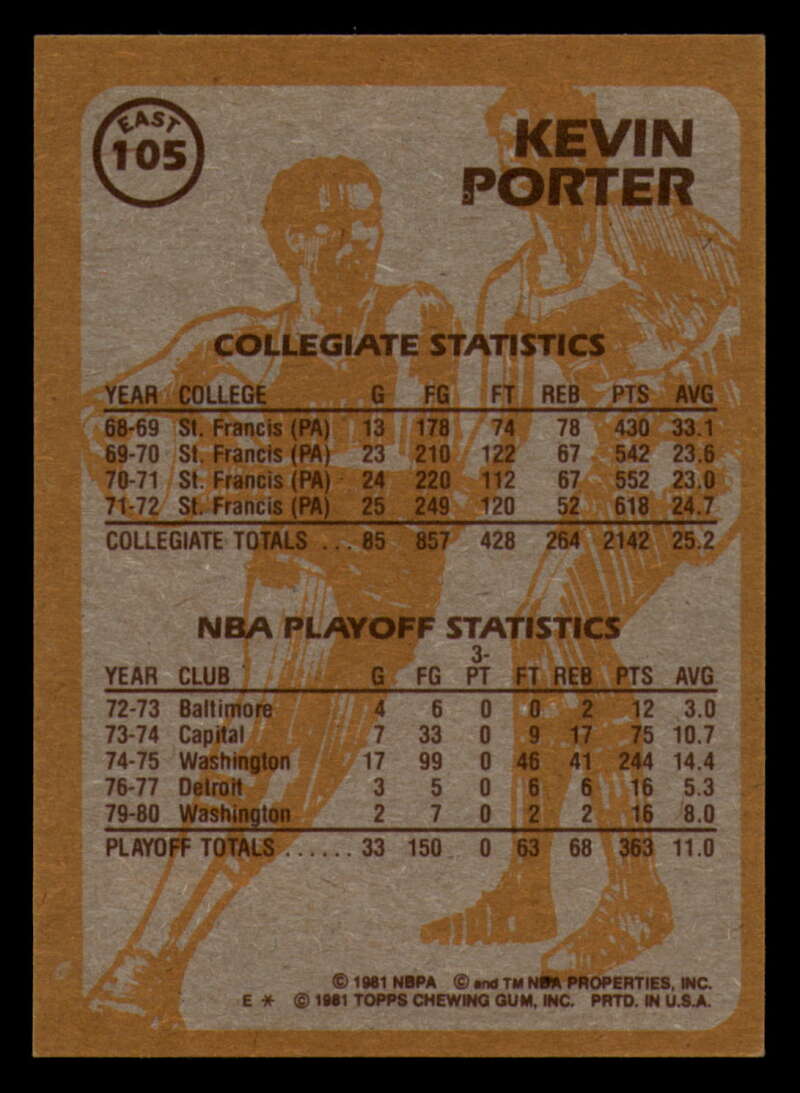 EAST
105
KEVIN
PORTER
COLLEGIATE STATISTICS
YEAR COLLEGE G FG FT REB PTS AVG
68-69 St. Francis (PA) 13 178 74 78 430 33.1
69-70 St. Francis (PA) 23 210 122 67 542 23.6
70-71 St. Francis (PA) 24 220 112 67 552 23.0
71-72 St. Francis (PA) 25 249 120 52 618 24.7
COLLEGIATE TOTALS ... 85 857 428 264 2142 25.2
NBA PLAYOFF STATISTICS
YEAR CLUB G FG 3-PT FT REB PTS AVG
72-73 Baltimore 4 6 0 0 2 12 3.0
73-74 Capital 7 33 0 9 17 75 10.7
74-75 Washington 17 99 0 46 41 244 14.4
76-77 Detroit 3 5 0 6 6 16 5.3
79-80 Washington 2 7 0 2 2 16 8.0
PLAYOFF TOTALS ...... 33 150 0 63 68 363 11.0
© 1981 NBPA © and TM NBA PROPERTIES, INC.
E * © 1981 TOPPS CHEWING GUM, INC. PRTD. IN U.S.A.